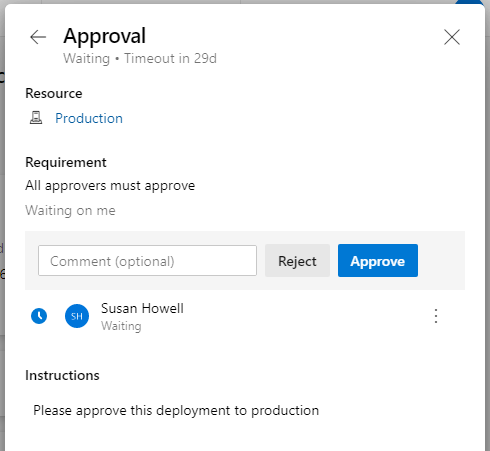 Approval
Waiting • Timeout in 29d
Resource
Production
Requirement
All approvers must approve
Waiting on me
Comment (optional)
Reject
Approve
SH
Susan Howell
Waiting
Instructions
Please approve this deployment to production